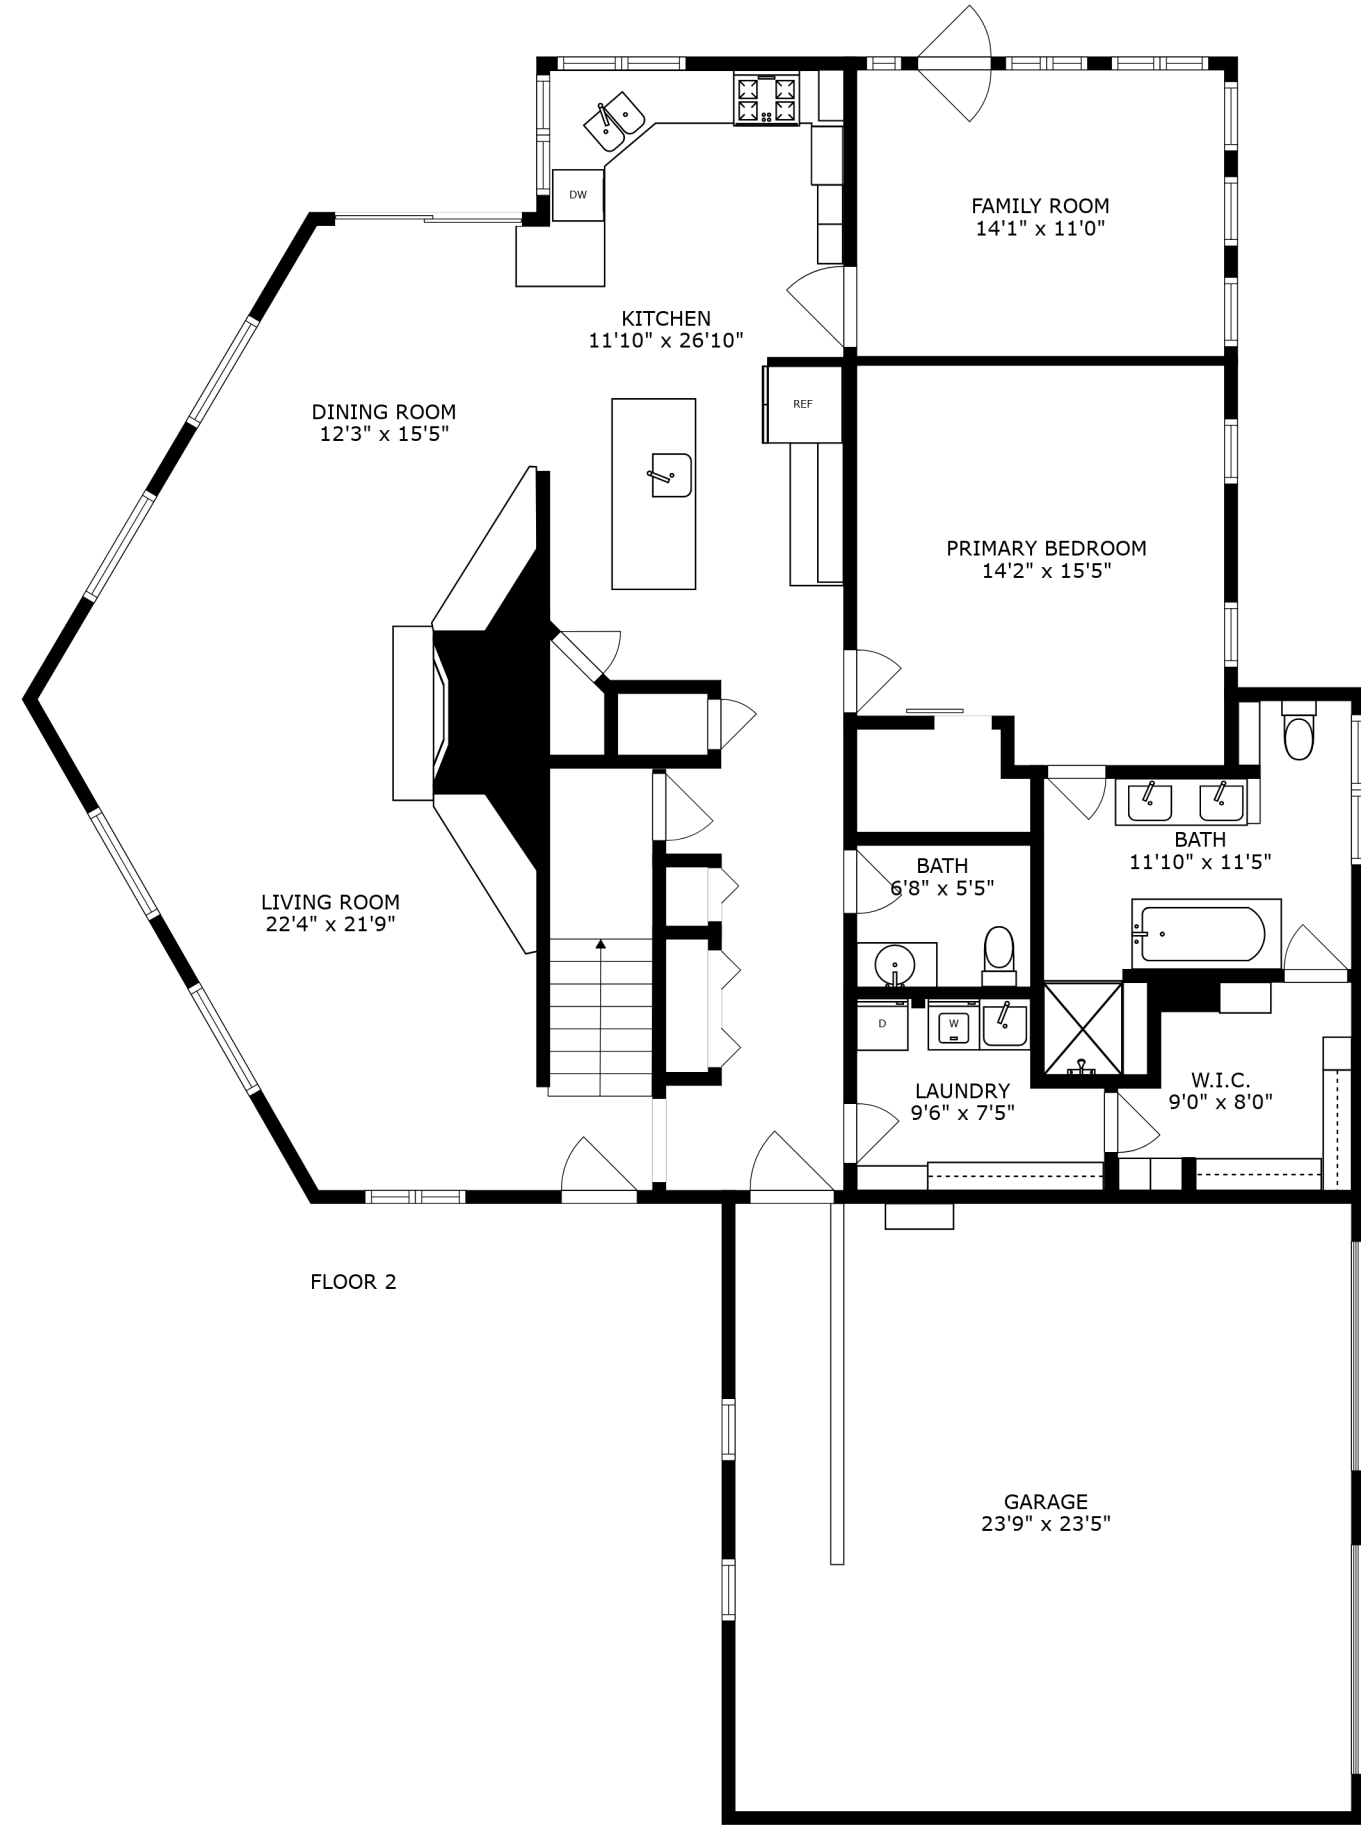 DW
FAMILY ROOM
14'1" x 11'0"
KITCHEN
11'10" x 26'10"
DINING ROOM
12'3" x 15'5"
REF
PRIMARY BEDROOM
14'2" x 15'5"
BATH
11'10" x 11'5"
BATH
6'8" x 5'5"
LIVING ROOM
22'4" x 21'9"
D
W
LAUNDRY
9'6" x 7'5"
W.I.C.
9'0" x 8'0"
FLOOR 2
GARAGE
23'9" x 23'5"